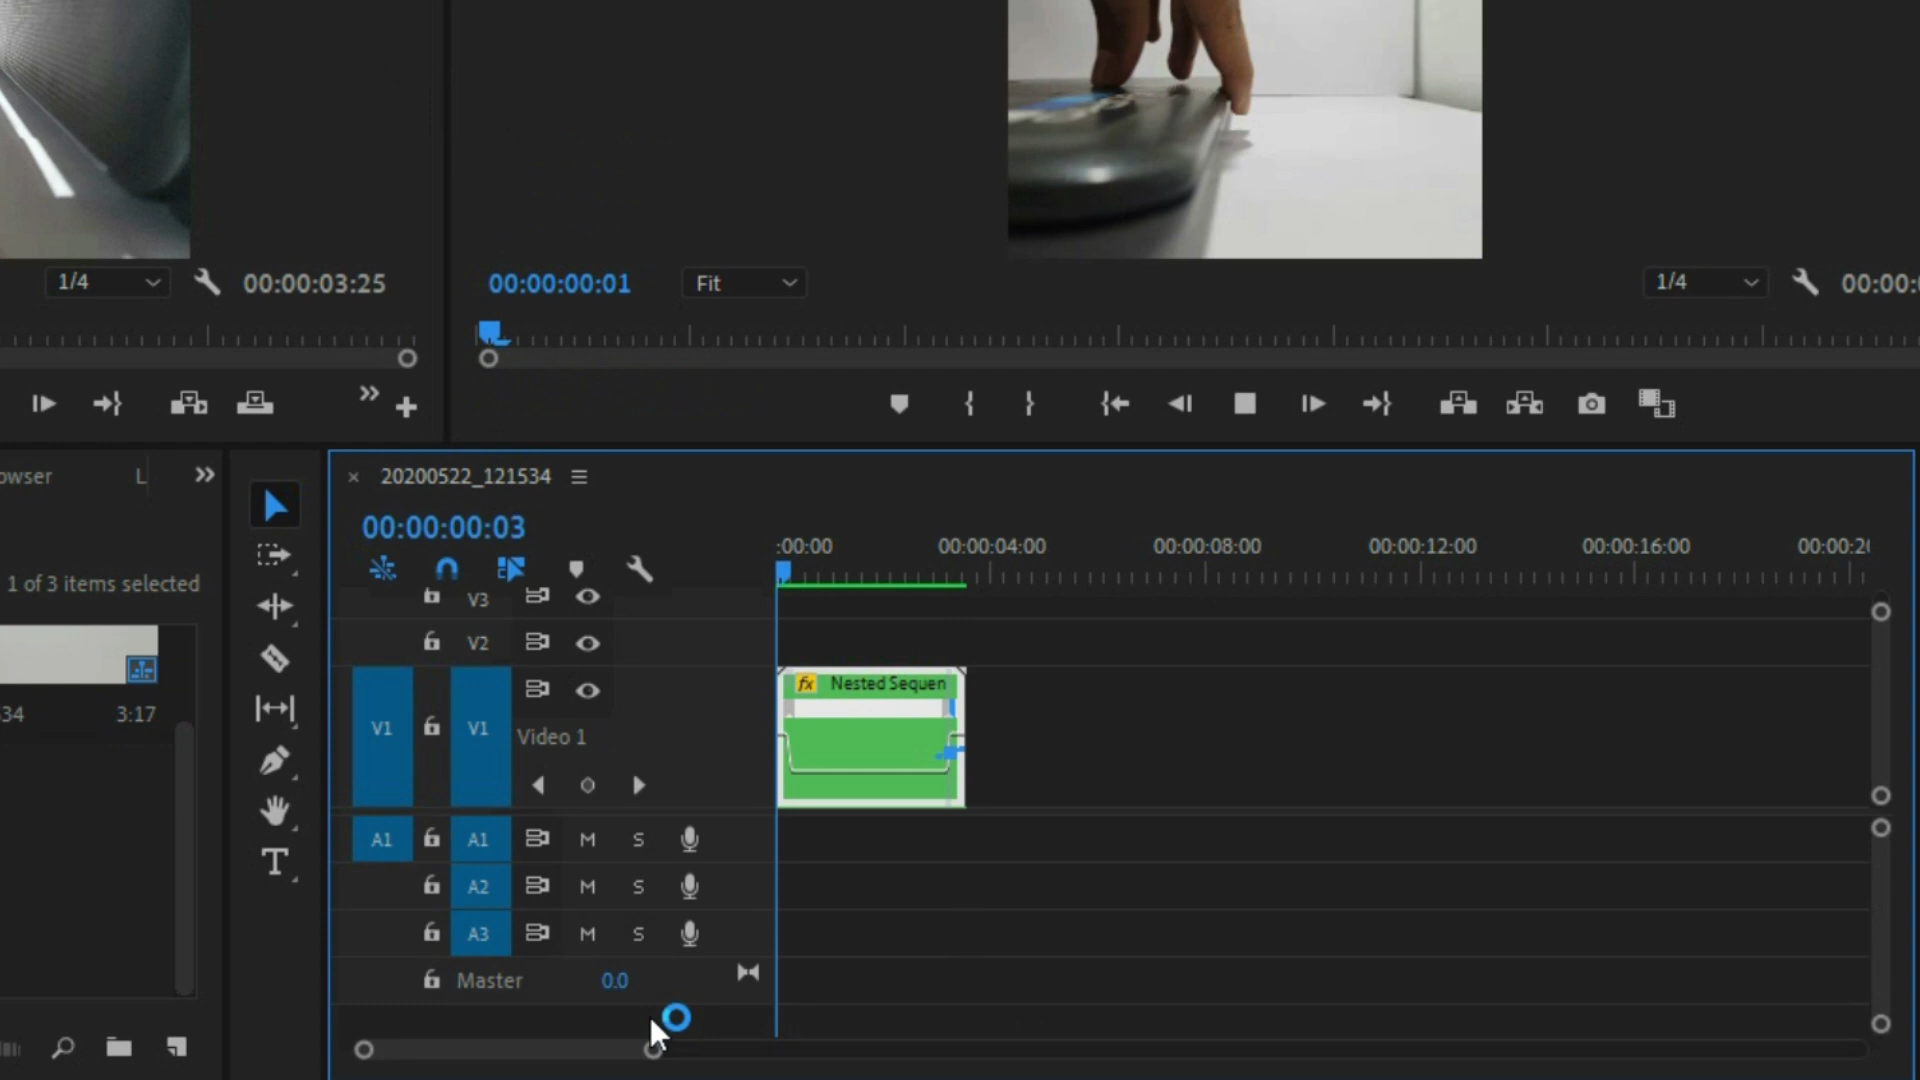 1/4
00:00:03:25
00:00:00:01
Fit
1/4
00:00:
owser
L
20200522_121534
00:00:00:03
:00:00
00:00:04:00
00:00:08:00
00:00:12:00
00:00:16:00
00:00:20
1 of 3 items selected
V3
V2
fx Nested Sequen
34
3:17
V1
V1
Video 1
A1
A1
M
S
A2
M
S
A3
M
S
T
Master
0.0